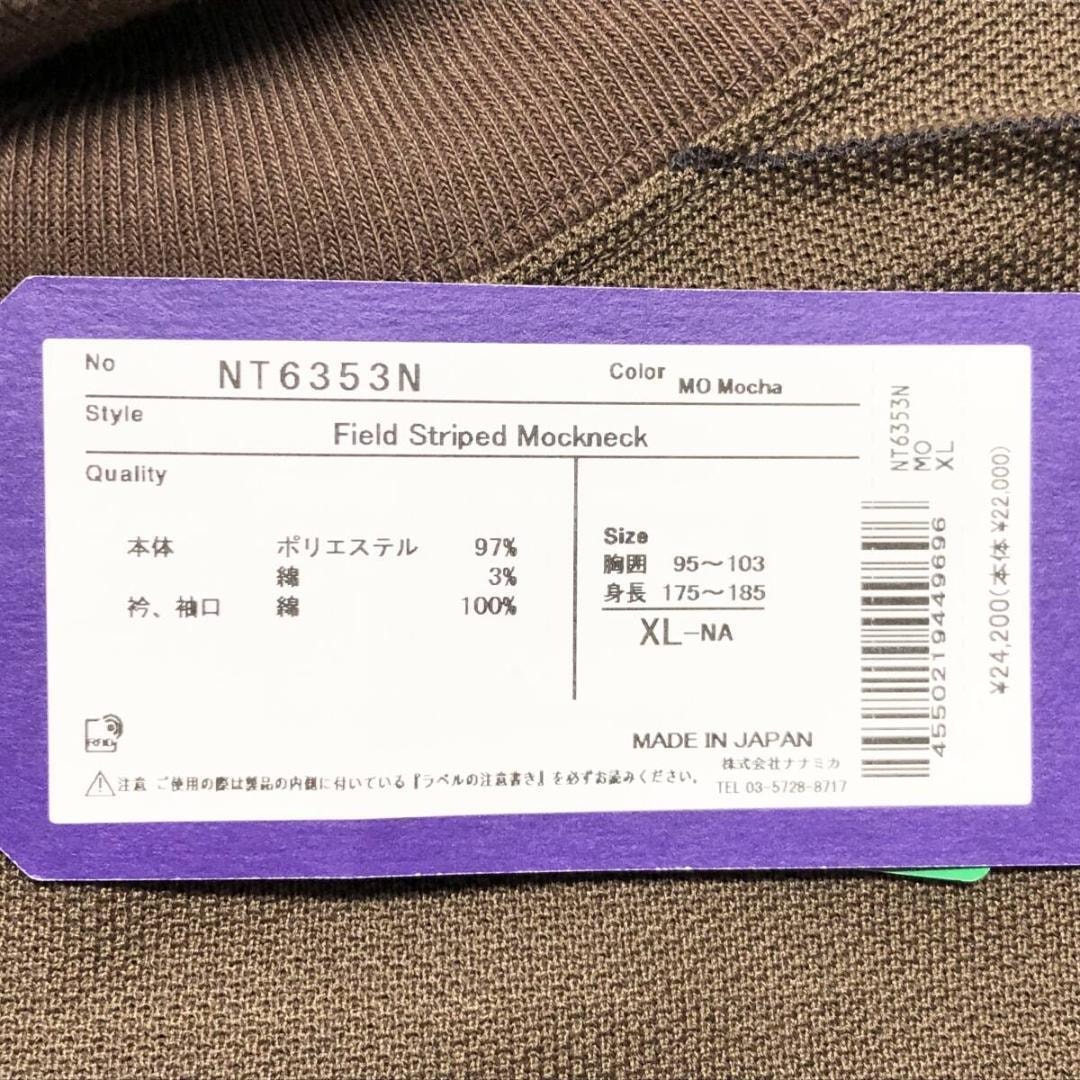 No NT6353N Color MO Mocha
Style
Field Striped Mockneck
Quality
本体 ポリエステル 97%
綿 3%
衿、袖口 綿 100%
Size
胸囲 95～103
身長 175～185
XL-NA
RFID
MADE IN JAPAN
株式会社ナナミカ
TEL 03-5728-8717
注意 ご使用の際は製品の内側に付いている『ラベルの注意書き』を必ずお読みください。
NT6353N
MO
XL
4550219449696
¥24,200(本体 ¥22,000)